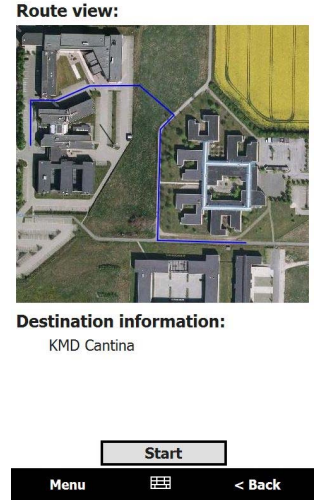 Route view:
Destination information:
KMD Cantina
Start
Menu
< Back